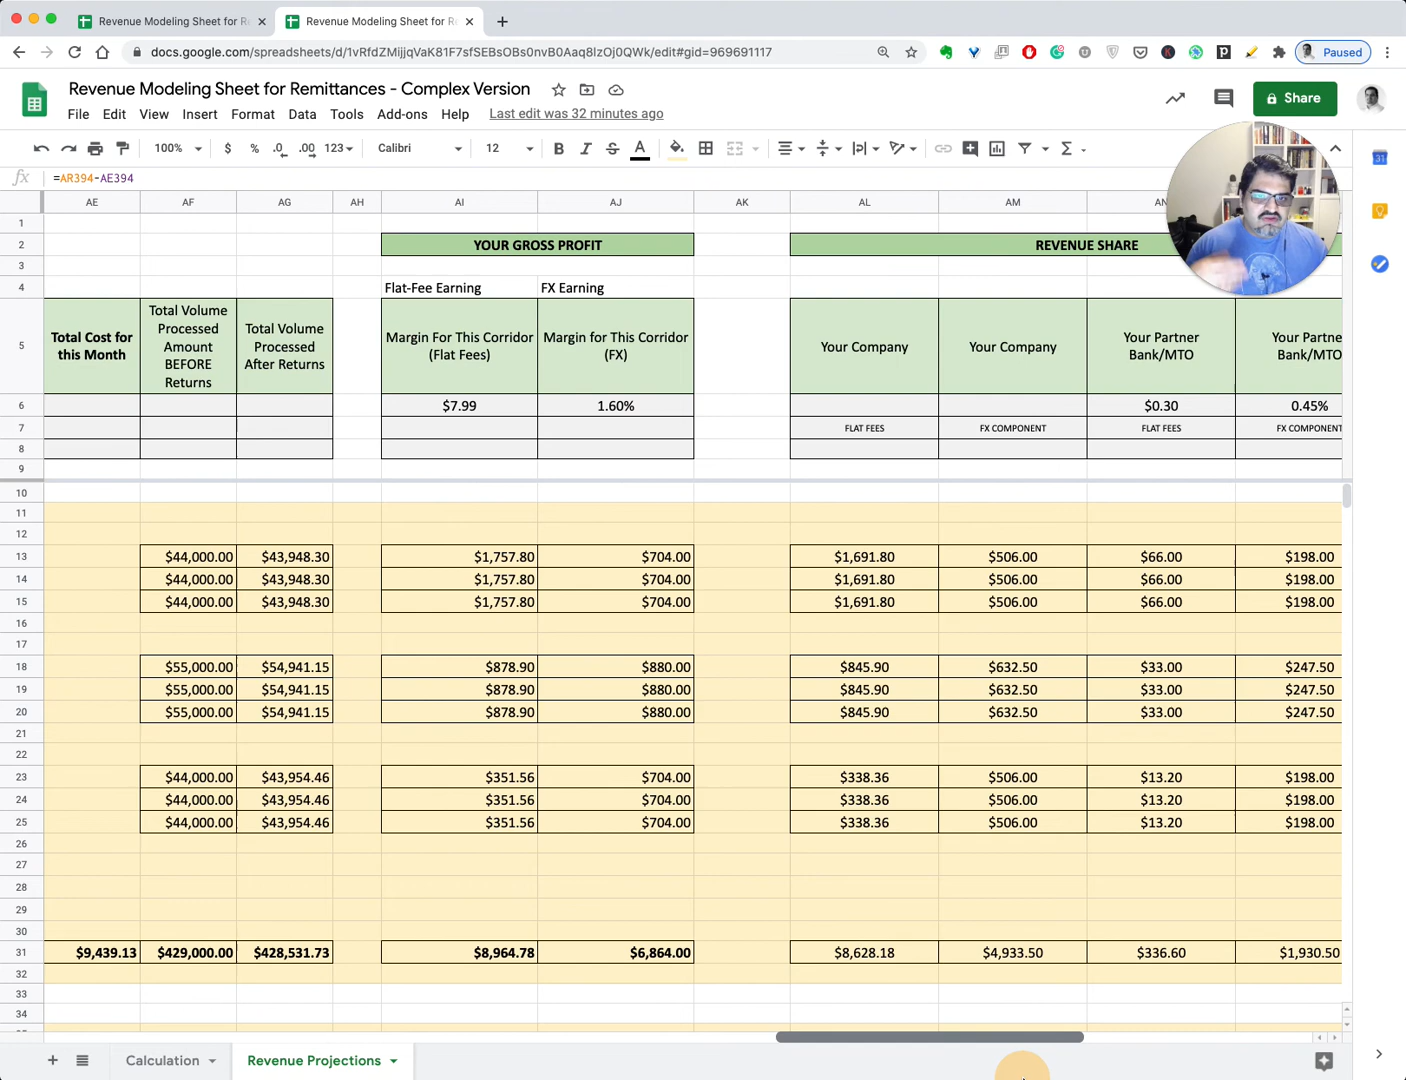 Revenue Modeling Sheet for R
Revenue Modeling Sheet for Re
docs.google.com/spreadsheets/d/1vRfdZMijjqVaK81F7sfSEBsOBs0nvB0Aaq8IzOj0QWk/edit#gid=969691117
Paused
Revenue Modeling Sheet for Remittances - Complex Version
File Edit View Insert Format Data Tools Add-ons Help Last edit was 32 minutes ago
Share
100% $ % .0 .00 123 Calibri 12 B I S A
fx =AR394-AE394
AE AF AG AH AI AJ AK AL AM AN
1
2 YOUR GROSS PROFIT REVENUE SHARE
3
4 Flat-Fee Earning FX Earning
5 Total Cost for this Month Total Volume Processed Amount BEFORE Returns Total Volume Processed After Returns Margin For This Corridor (Flat Fees) Margin for This Corridor (FX) Your Company Your Company Your Partner Bank/MTO Your Partne Bank/MTO
6 $7.99 1.60% $0.30 0.45%
7 FLAT FEES FX COMPONENT FLAT FEES FX COMPONENT
8
9
10
11
12
13 $44,000.00 $43,948.30 $1,757.80 $704.00 $1,691.80 $506.00 $66.00 $198.00
14 $44,000.00 $43,948.30 $1,757.80 $704.00 $1,691.80 $506.00 $66.00 $198.00
15 $44,000.00 $43,948.30 $1,757.80 $704.00 $1,691.80 $506.00 $66.00 $198.00
16
17
18 $55,000.00 $54,941.15 $878.90 $880.00 $845.90 $632.50 $33.00 $247.50
19 $55,000.00 $54,941.15 $878.90 $880.00 $845.90 $632.50 $33.00 $247.50
20 $55,000.00 $54,941.15 $878.90 $880.00 $845.90 $632.50 $33.00 $247.50
21
22
23 $44,000.00 $43,954.46 $351.56 $704.00 $338.36 $506.00 $13.20 $198.00
24 $44,000.00 $43,954.46 $351.56 $704.00 $338.36 $506.00 $13.20 $198.00
25 $44,000.00 $43,954.46 $351.56 $704.00 $338.36 $506.00 $13.20 $198.00
26
27
28
29
30
31 $9,439.13 $429,000.00 $428,531.73 $8,964.78 $6,864.00 $8,628.18 $4,933.50 $336.60 $1,930.50
32
33
34
Calculation Revenue Projections